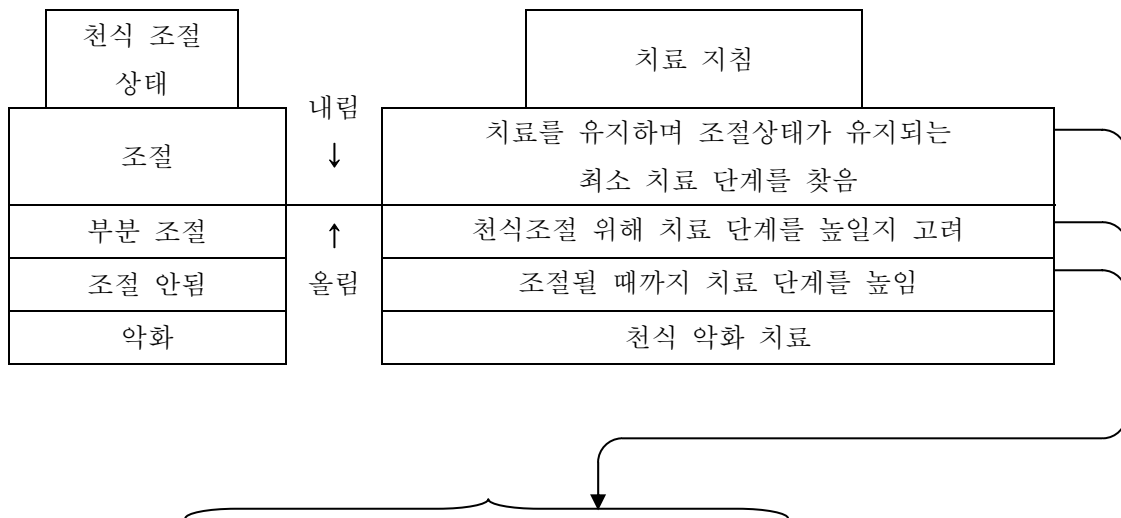 천식 조절
상태
치료 지침
내림
↓
조절
치료를 유지하며 조절상태가 유지되는
최소 치료 단계를 찾음
부분 조절
↑
천식조절 위해 치료 단계를 높일지 고려
조절 안됨
올림
조절될 때까지 치료 단계를 높임
악화
천식 악화 치료